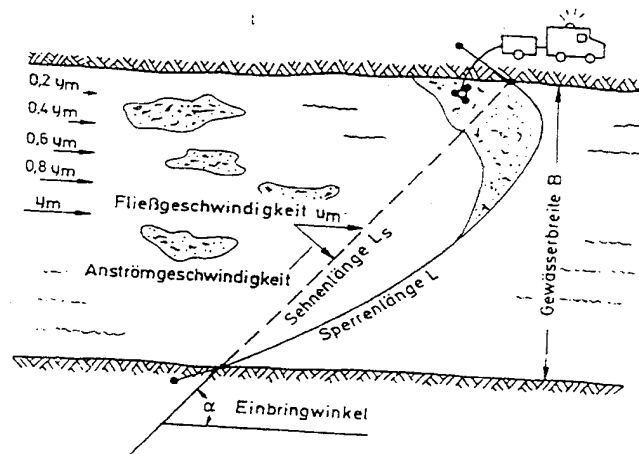 0,2 um
0,4 um
0,6 um
0,8 um
um
Fließgeschwindigkeit um
Anströmgeschwindigkeit
Sehnenlänge Ls
Sperrenlänge L
Gewässerbreite B
α Einbringwinkel